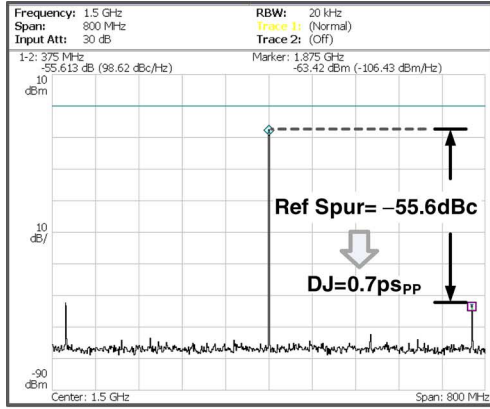 Frequency: 1.5 GHz RBW: 20 kHz
Span: 800 MHz Trace 1: (Normal)
Input Att: 30 dB Trace 2: (Off)
1-2: 375 MHz Marker: 1.875 GHz
-55.613 dB (98.62 dBc/Hz) -63.42 dBm (-106.43 dBm/Hz)
10
dBm
Ref Spur= −55.6dBc
10
dB/
DJ=0.7psPP
-90
dBm
Center: 1.5 GHz Span: 800 MHz